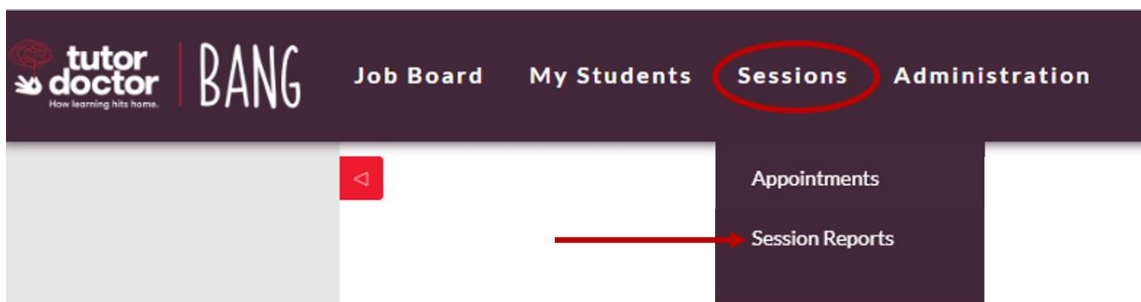 tutor
doctor
How learning hits home.
BANG
Job Board My Students Sessions Administration
Appointments
Session Reports